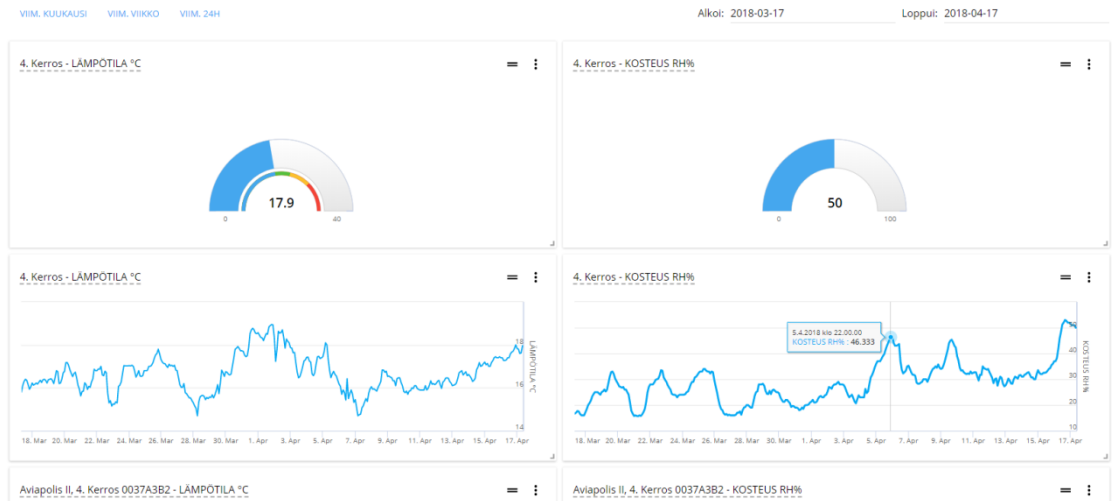 VIIM. KUUKAUSI VIIM. VIIKKO VIIM. 24H Alkoi: 2018-03-17 Loppui: 2018-04-17
4. Kerros - LÄMPÖTILA °C
17.9
0 40
4. Kerros - KOSTEUS RH%
50
0 100
4. Kerros - LÄMPÖTILA °C
18
16
14
LÄMPÖTILA °C
18. Mar 20. Mar 22. Mar 24. Mar 26. Mar 28. Mar 30. Mar 1. Apr 3. Apr 5. Apr 7. Apr 9. Apr 11. Apr 13. Apr 15. Apr 17. Apr
4. Kerros - KOSTEUS RH%
5.4.2018 klo 22.00.00
KOSTEUS RH% : 46.333
50
40
30
20
10
KOSTEUS RH%
18. Mar 20. Mar 22. Mar 24. Mar 26. Mar 28. Mar 30. Mar 1. Apr 3. Apr 5. Apr 7. Apr 9. Apr 11. Apr 13. Apr 15. Apr 17. Apr
Aviapolis II, 4. Kerros 0037A3B2 - LÄMPÖTILA °C
Aviapolis II, 4. Kerros 0037A3B2 - KOSTEUS RH%